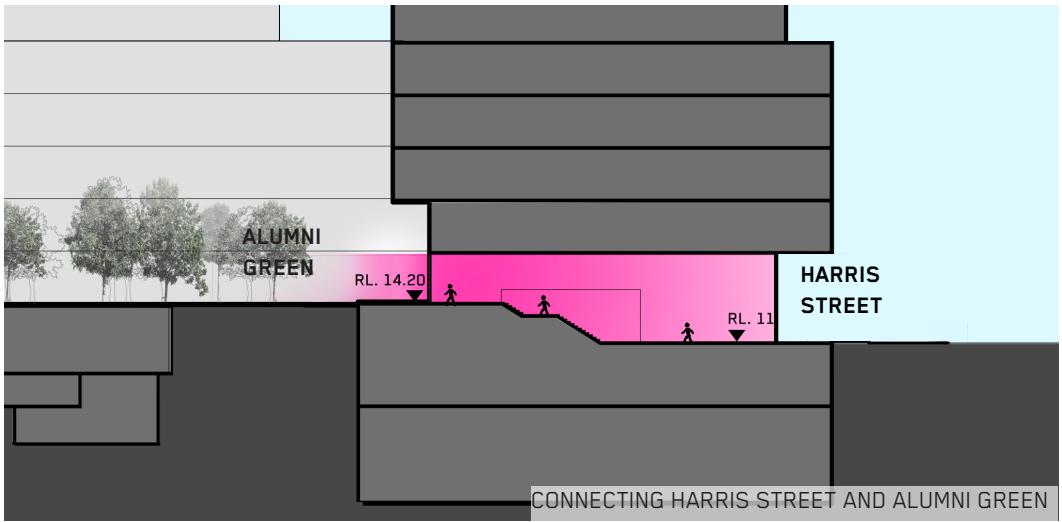 ALUMNI
GREEN
RL. 14.20
HARRIS
STREET
RL. 11
CONNECTING HARRIS STREET AND ALUMNI GREEN